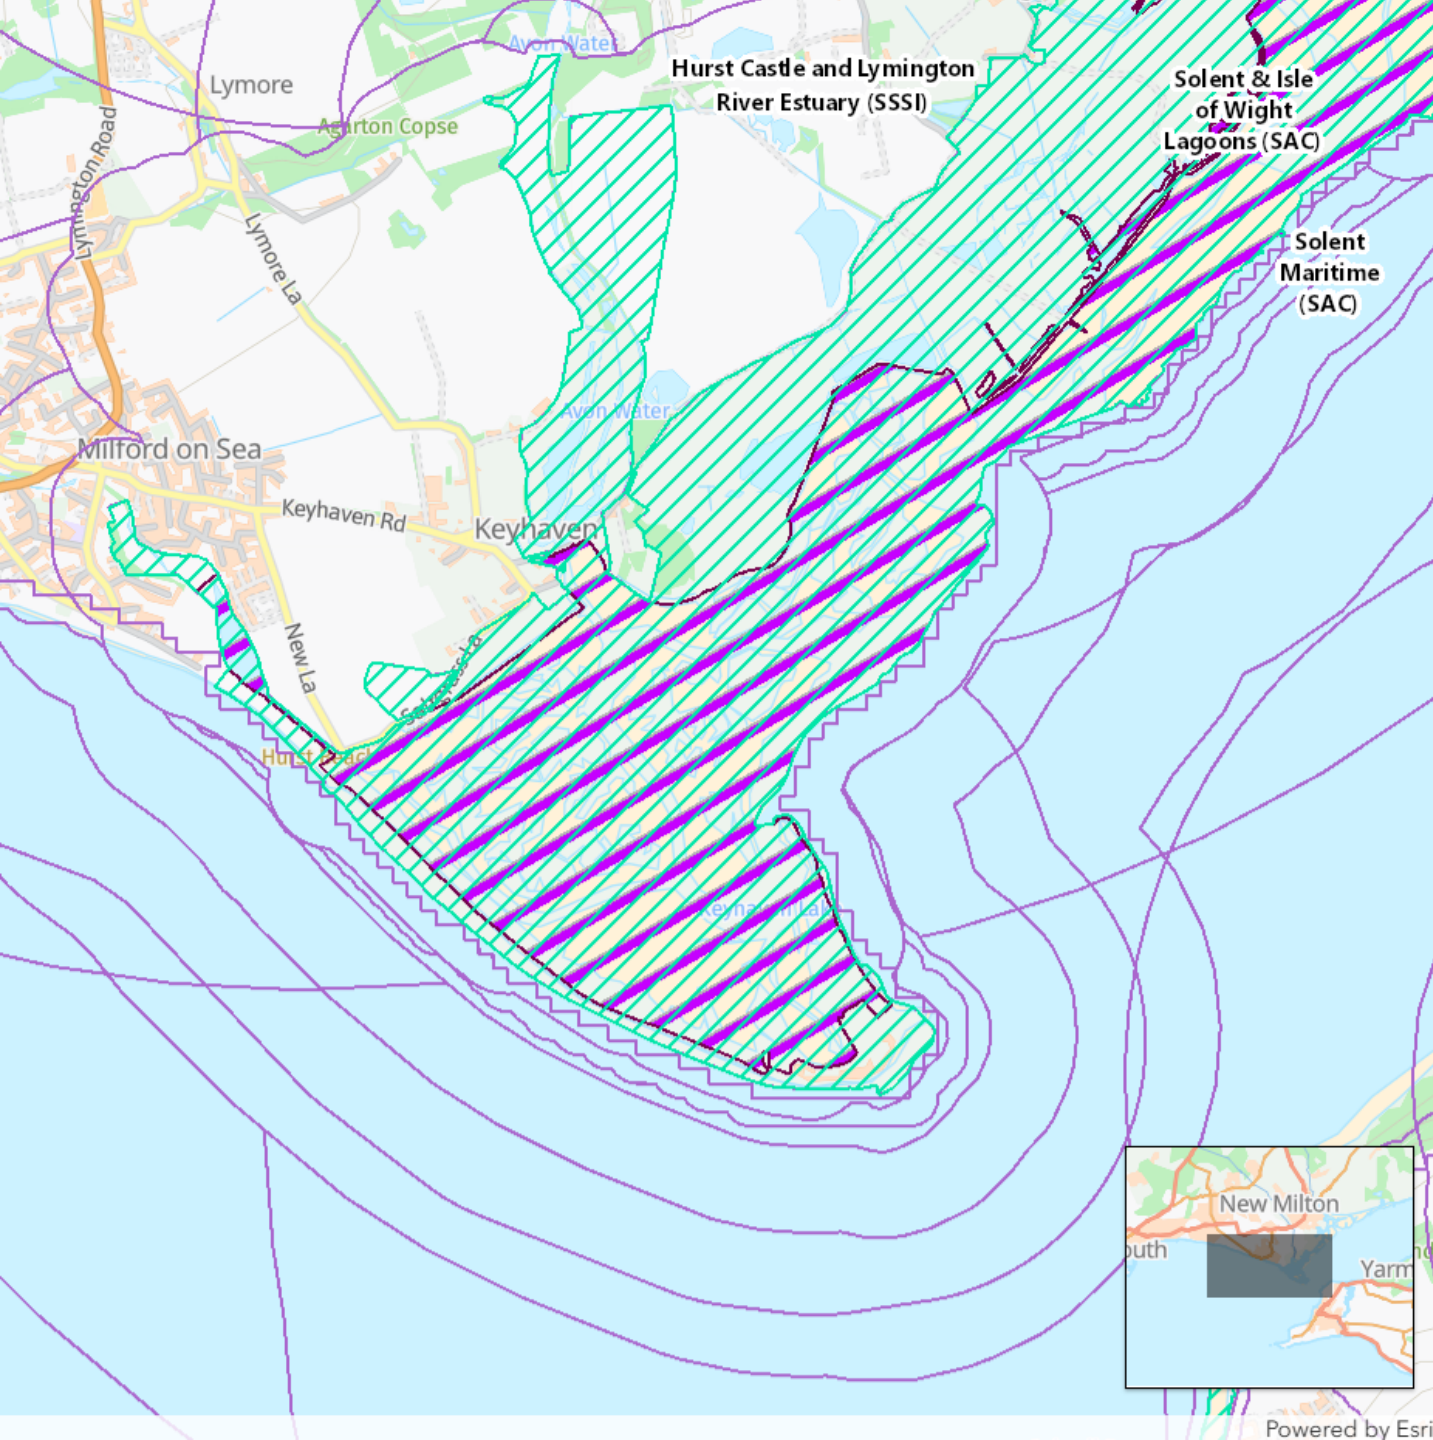 Avon Water
Hurst Castle and Lymington
River Estuary (SSSI)
Solent & Isle
of Wight
Lagoons (SAC)
Lymore
Agarton Copse
Lymington Road
Lymore La
Solent
Maritime
(SAC)
Avon Water
Milford on Sea
Keyhaven Rd
Keyhaven
New La
Saltgrass La
Hurst Beach
Keyhaven Lake
New Milton
outh
Yarm
Powered by Esri